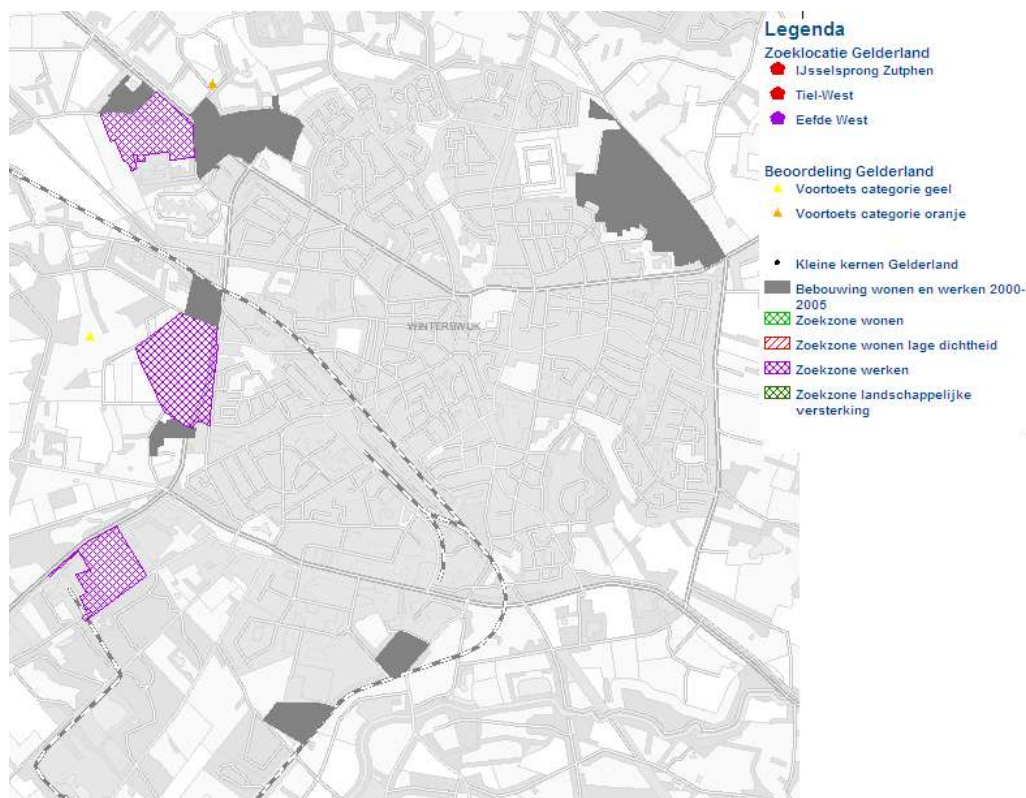 Legenda
Zoeklocatie Gelderland
IJsselsprong Zutphen
Tiel-West
Eefde West
Beoordeling Gelderland
Voortoets categorie geel
Voortoets categorie oranje
Kleine kernen Gelderland
Bebouwing wonen en werken 2000-
2005
Zoekzone wonen
Zoekzone wonen lage dichtheid
Zoekzone werken
Zoekzone landschappelijke
versterking
WINTERSWIJK